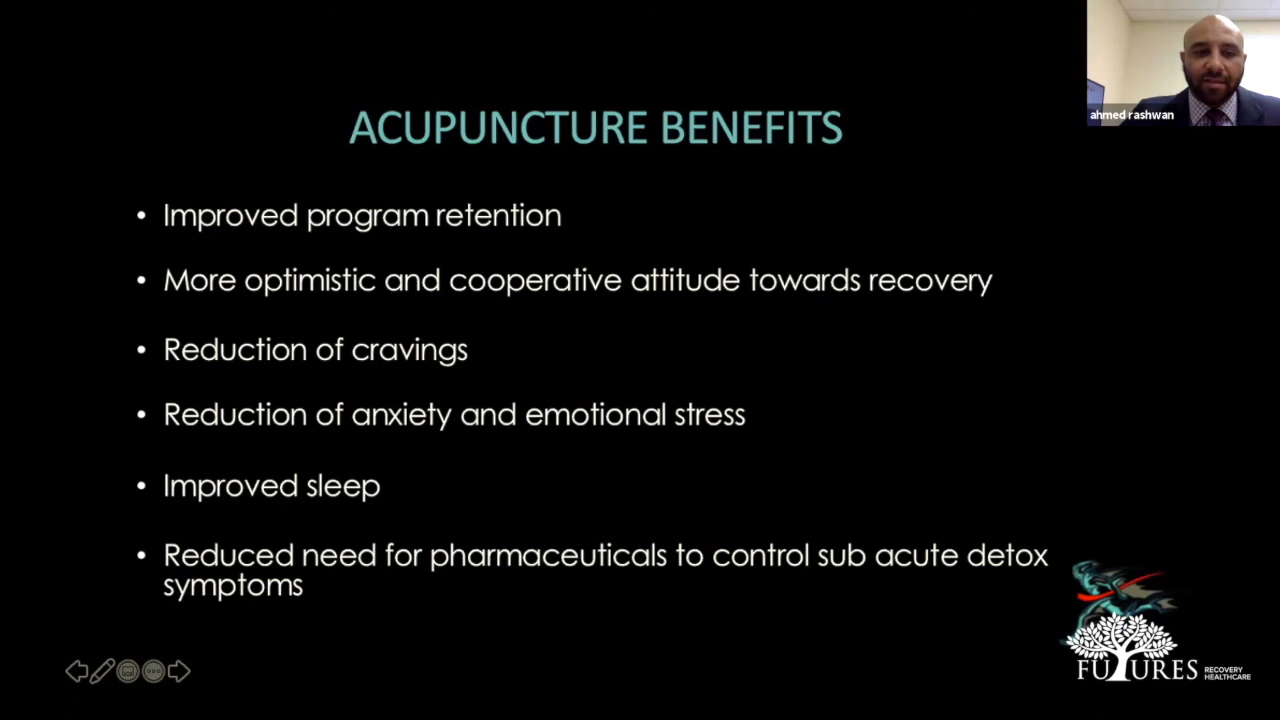 ahmed rashwan
ACUPUNCTURE BENEFITS
• Improved program retention
• More optimistic and cooperative attitude towards recovery
• Reduction of cravings
• Reduction of anxiety and emotional stress
• Improved sleep
• Reduced need for pharmaceuticals to control sub acute detox
symptoms
FUTURES RECOVERY
HEALTHCARE